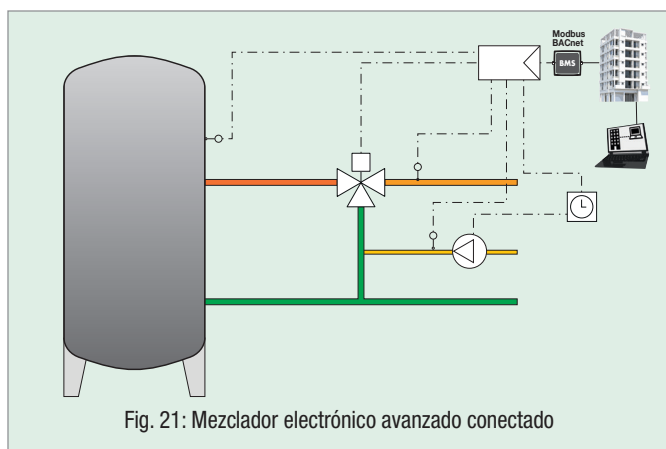 Modbus
BACnet
BMS
Fig. 21: Mezclador electrónico avanzado conectado